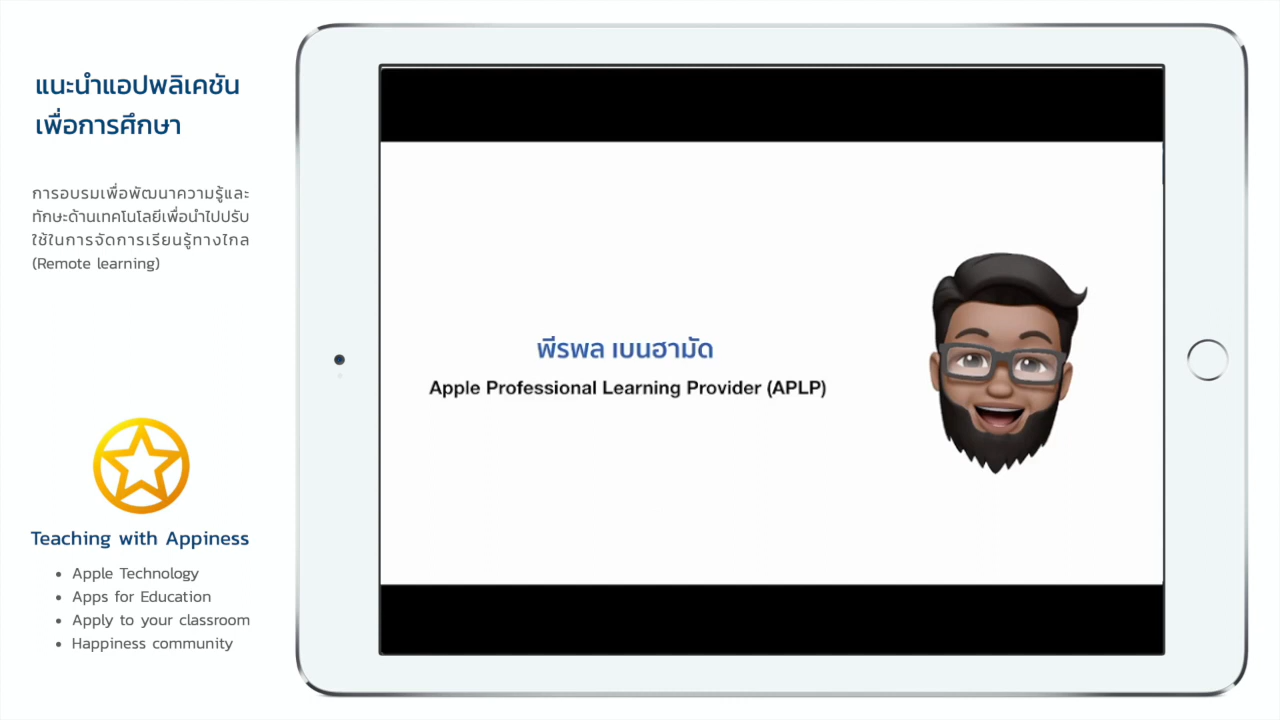 แนะนำแอปพลิเคชัน
เพื่อการศึกษา
การอบรมเพื่อพัฒนาความรู้และ
ทักษะด้านเทคโนโลยีเพื่อนำไปปรับ
ใช้ในการจัดการเรียนรู้ทางไกล
(Remote learning)
Teaching with Appiness
• Apple Technology
• Apps for Education
• Apply to your classroom
• Happiness community
พีรพล เบนฮามัด
Apple Professional Learning Provider (APLP)